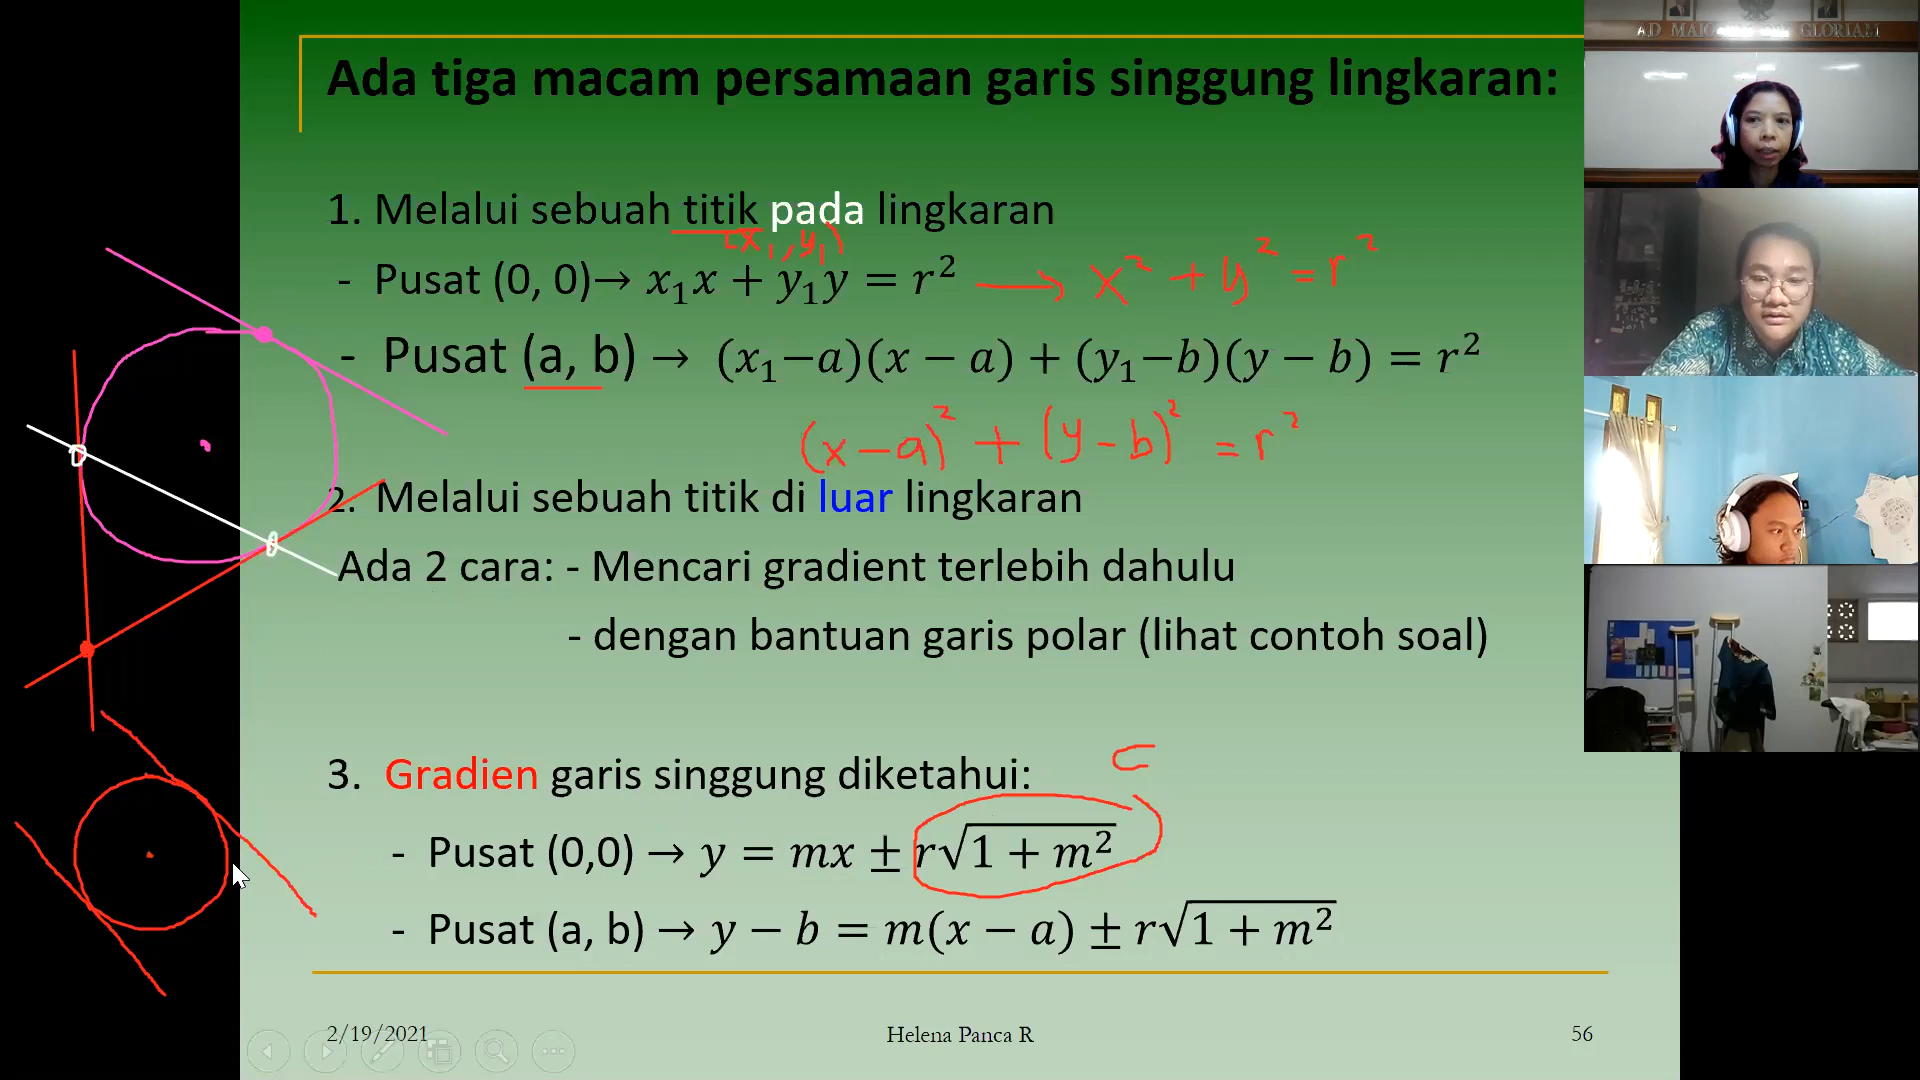 Ada tiga macam persamaan garis singgung lingkaran:
1. Melalui sebuah titik pada lingkaran
(x₁, y₁)
- Pusat (0, 0)→ x₁x + y₁y = r² → x² + y² = r²
- Pusat (a, b) → (x₁−a)(x − a) + (y₁−b)(y − b) = r²
(x−a)² + (y−b)² = r²
2. Melalui sebuah titik di luar lingkaran
Ada 2 cara: - Mencari gradient terlebih dahulu
- dengan bantuan garis polar (lihat contoh soal)
3. Gradien garis singgung diketahui:
c
- Pusat (0,0) → y = mx ± r√1 + m²
- Pusat (a, b) → y − b = m(x − a) ± r√1 + m²
2/19/2021
Helena Panca R
56
GLORIAM